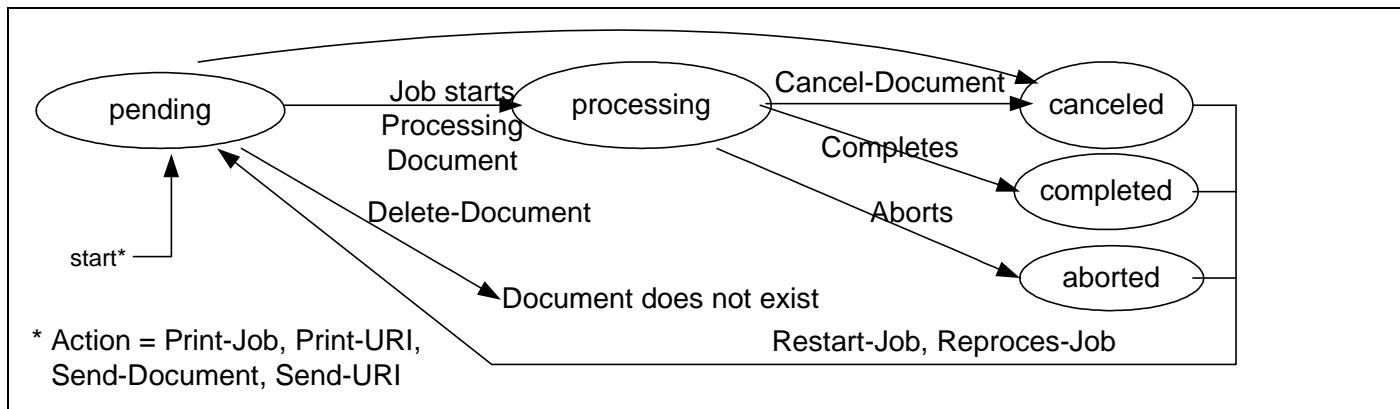 pending
Job starts
Processing
Document
processing
Cancel-Document
canceled
Completes
completed
Delete-Document
Aborts
aborted
start*
Document does not exist
* Action = Print-Job, Print-URI,
Send-Document, Send-URI
Restart-Job, Reproces-Job